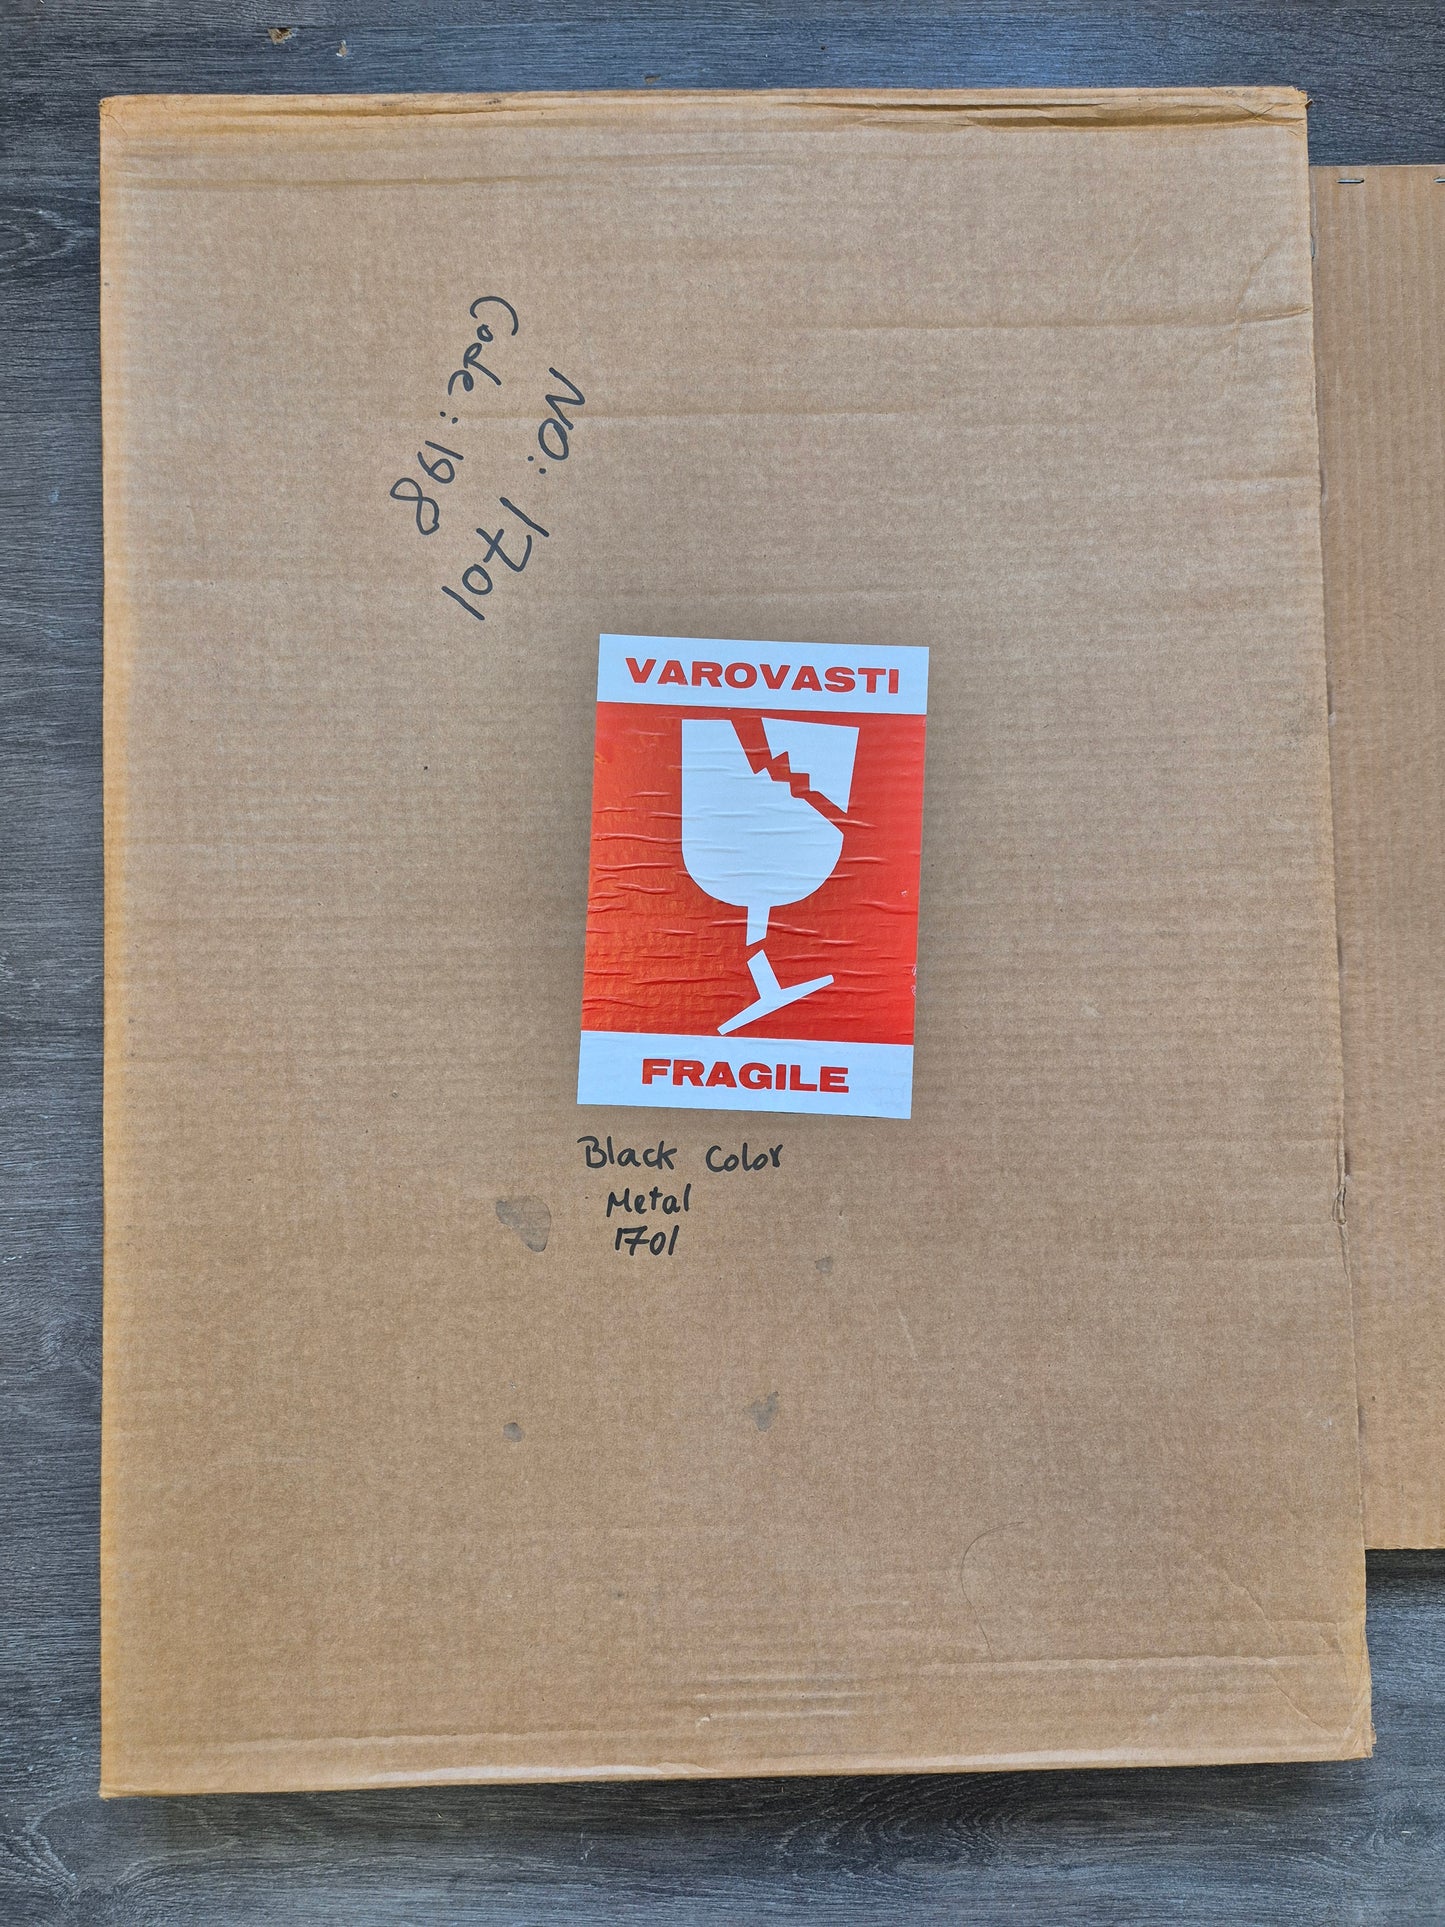 Code: 198
NO: 1701
VAROVASTI
FRAGILE
Black Color
Metal
1701